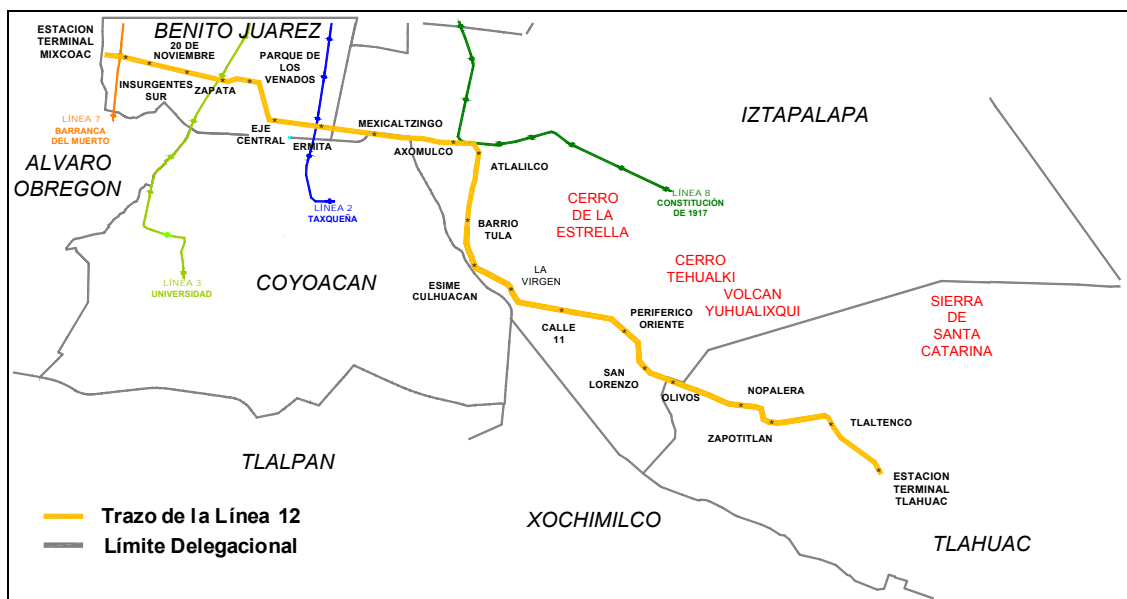 ESTACION
TERMINAL
MIXCOAC
BENITO JUAREZ
20 DE
NOVIEMBRE
PARQUE DE
LOS
VENADOS
INSURGENTES
SUR
ZAPATA
LÍNEA 7
BARRANCA
DEL MUERTO
EJE
CENTRAL
ERMITA
MEXICALTZINGO
AXOMULCO
ATLALILCO
IZTAPALAPA
ALVARO
OBREGON
LÍNEA 2
TAXQUEÑA
LÍNEA 8
CONSTITUCIÓN
DE 1917
CERRO
DE LA
ESTRELLA
BARRIO
TULA
LÍNEA 3
UNIVERSIDAD
COYOACAN
ESIME
CULHUACAN
LA
VIRGEN
CERRO
TEHUALKI
VOLCAN
YUHUALIXQUI
SIERRA
DE
SANTA
CATARINA
CALLE
11
PERIFERICO
ORIENTE
SAN
LORENZO
OLIVOS
NOPALERA
ZAPOTITLAN
TLALTENCO
TLALPAN
ESTACION
TERMINAL
TLAHUAC
XOCHIMILCO
TLAHUAC
Trazo de la Línea 12
Límite Delegacional